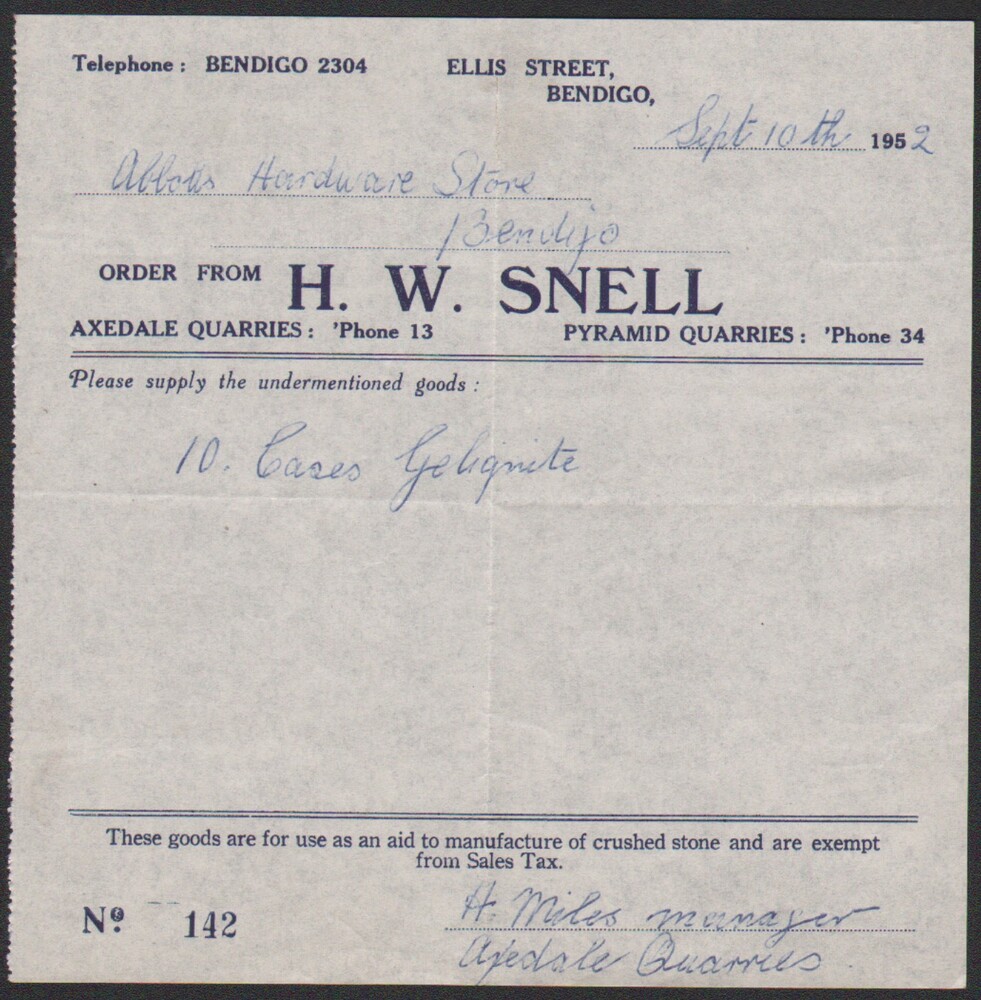 Telephone : BENDIGO 2304
ELLIS STREET,
BENDIGO,
Sept 10th 1952
Abbotts Hardware Store
Bendigo
ORDER FROM H. W. SNELL
AXEDALE QUARRIES : 'Phone 13 PYRAMID QUARRIES : 'Phone 34
Please supply the undermentioned goods :
10. Cases Gelignite
These goods are for use as an aid to manufacture of crushed stone and are exempt
from Sales Tax.
No. 142
H. Miles manager
Axedale Quarries